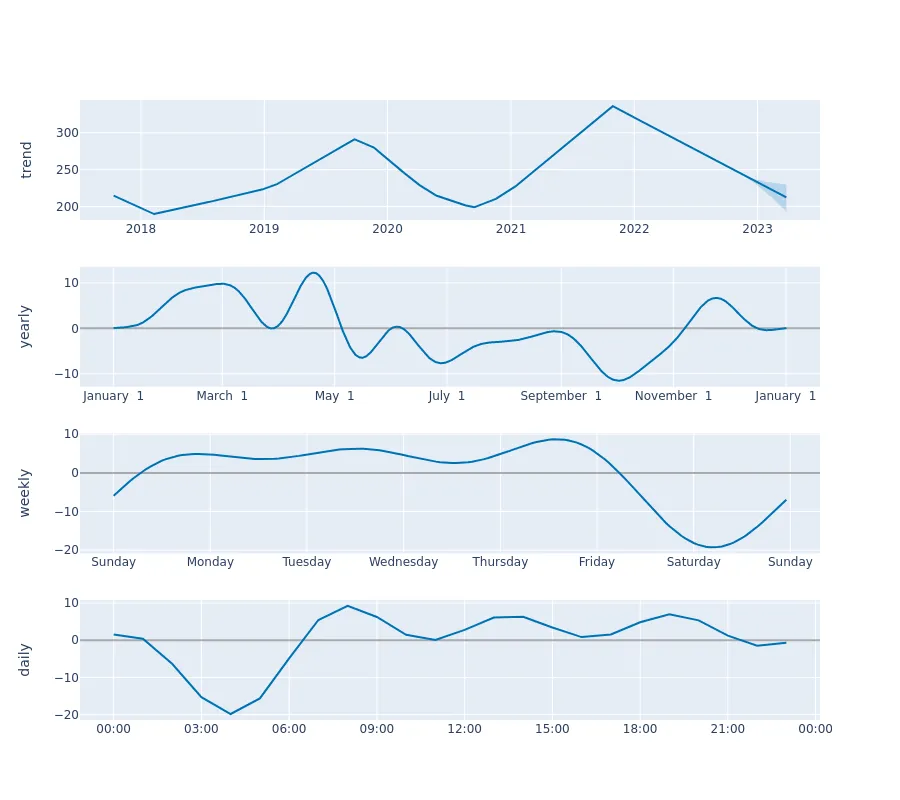 trend
300
250
200
2018 2019 2020 2021 2022 2023
yearly
10
0
−10
January 1 March 1 May 1 July 1 September 1 November 1 January 1
weekly
10
0
−10
−20
Sunday Monday Tuesday Wednesday Thursday Friday Saturday Sunday
daily
10
0
−10
−20
00:00 03:00 06:00 09:00 12:00 15:00 18:00 21:00 00:00